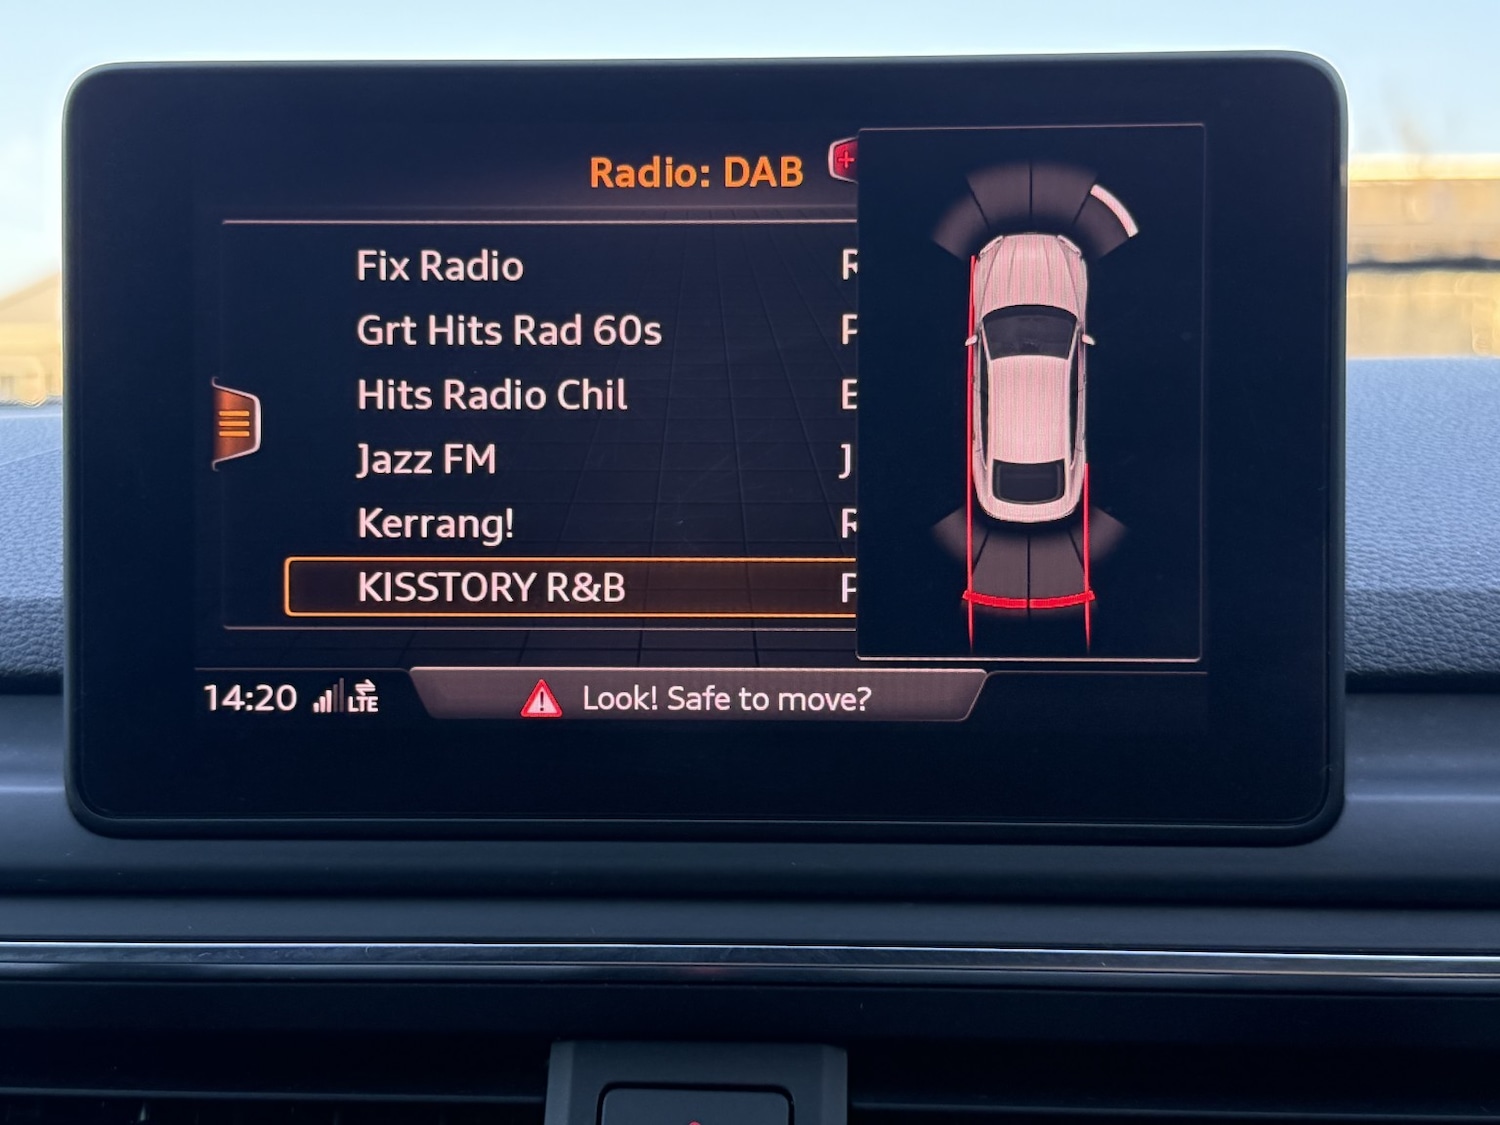 Radio: DAB
Fix Radio R
Grt Hits Rad 60s
Hits Radio Chil
Jazz FM J
Kerrang! R
KISSTORY R&B
14:20 LTE Look! Safe to move?